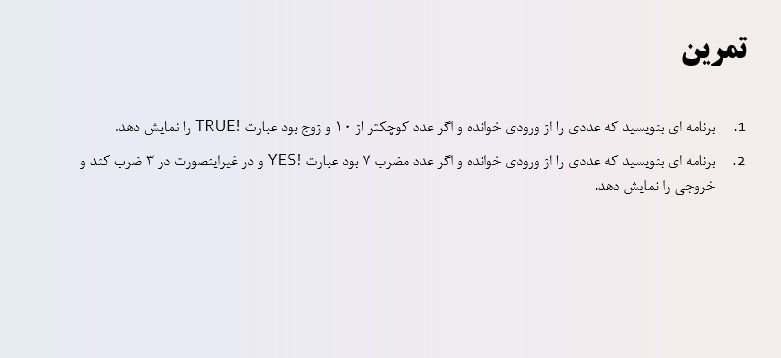 تمرین
1. برنامه ای بنویسید که عددی را از ورودی خوانده و اگر عدد کوچکتر از ۱۰ و زوج بود عبارت TRUE! را نمایش دهد.
2. برنامه ای بنویسید که عددی را از ورودی خوانده و اگر عدد مضرب ۷ بود عبارت YES! و در غیراینصورت در ۳ ضرب کند و
خروجی را نمایش دهد.